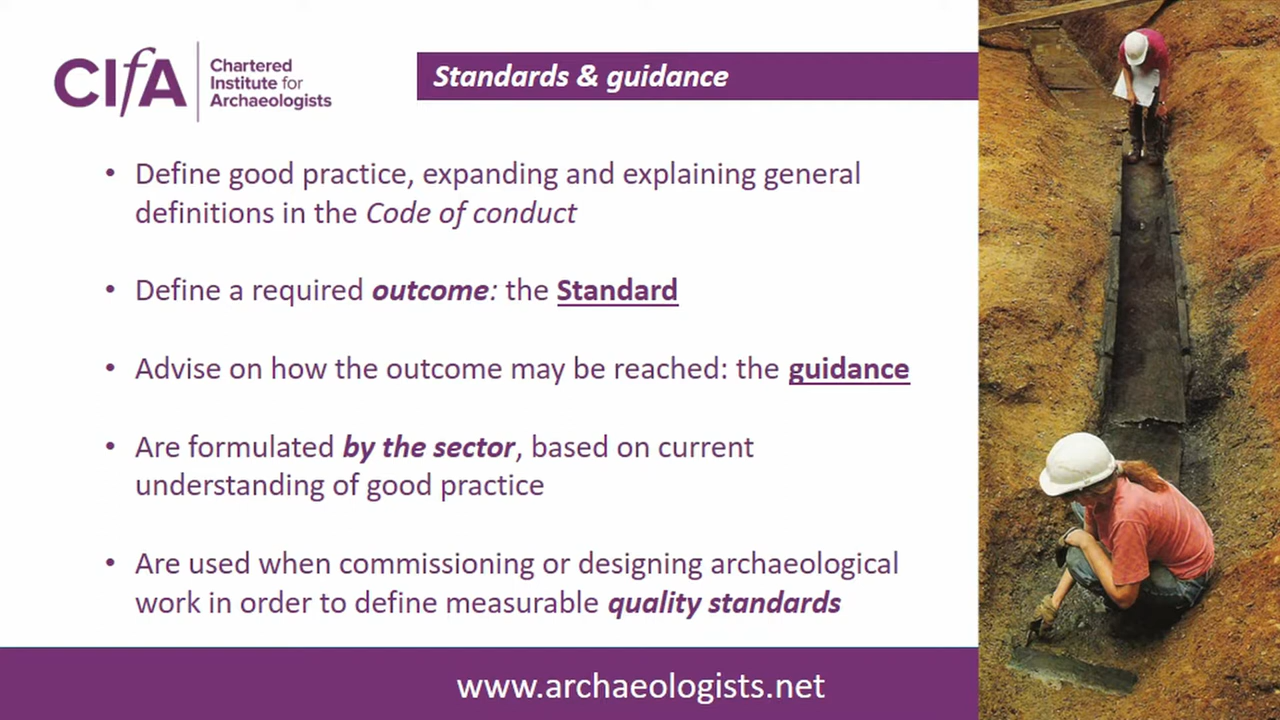 CIfA
Chartered
Institute for
Archaeologists
Standards & guidance
• Define good practice, expanding and explaining general
definitions in the Code of conduct
• Define a required outcome: the Standard
• Advise on how the outcome may be reached: the guidance
• Are formulated by the sector, based on current
understanding of good practice
• Are used when commissioning or designing archaeological
work in order to define measurable quality standards
www.archaeologists.net